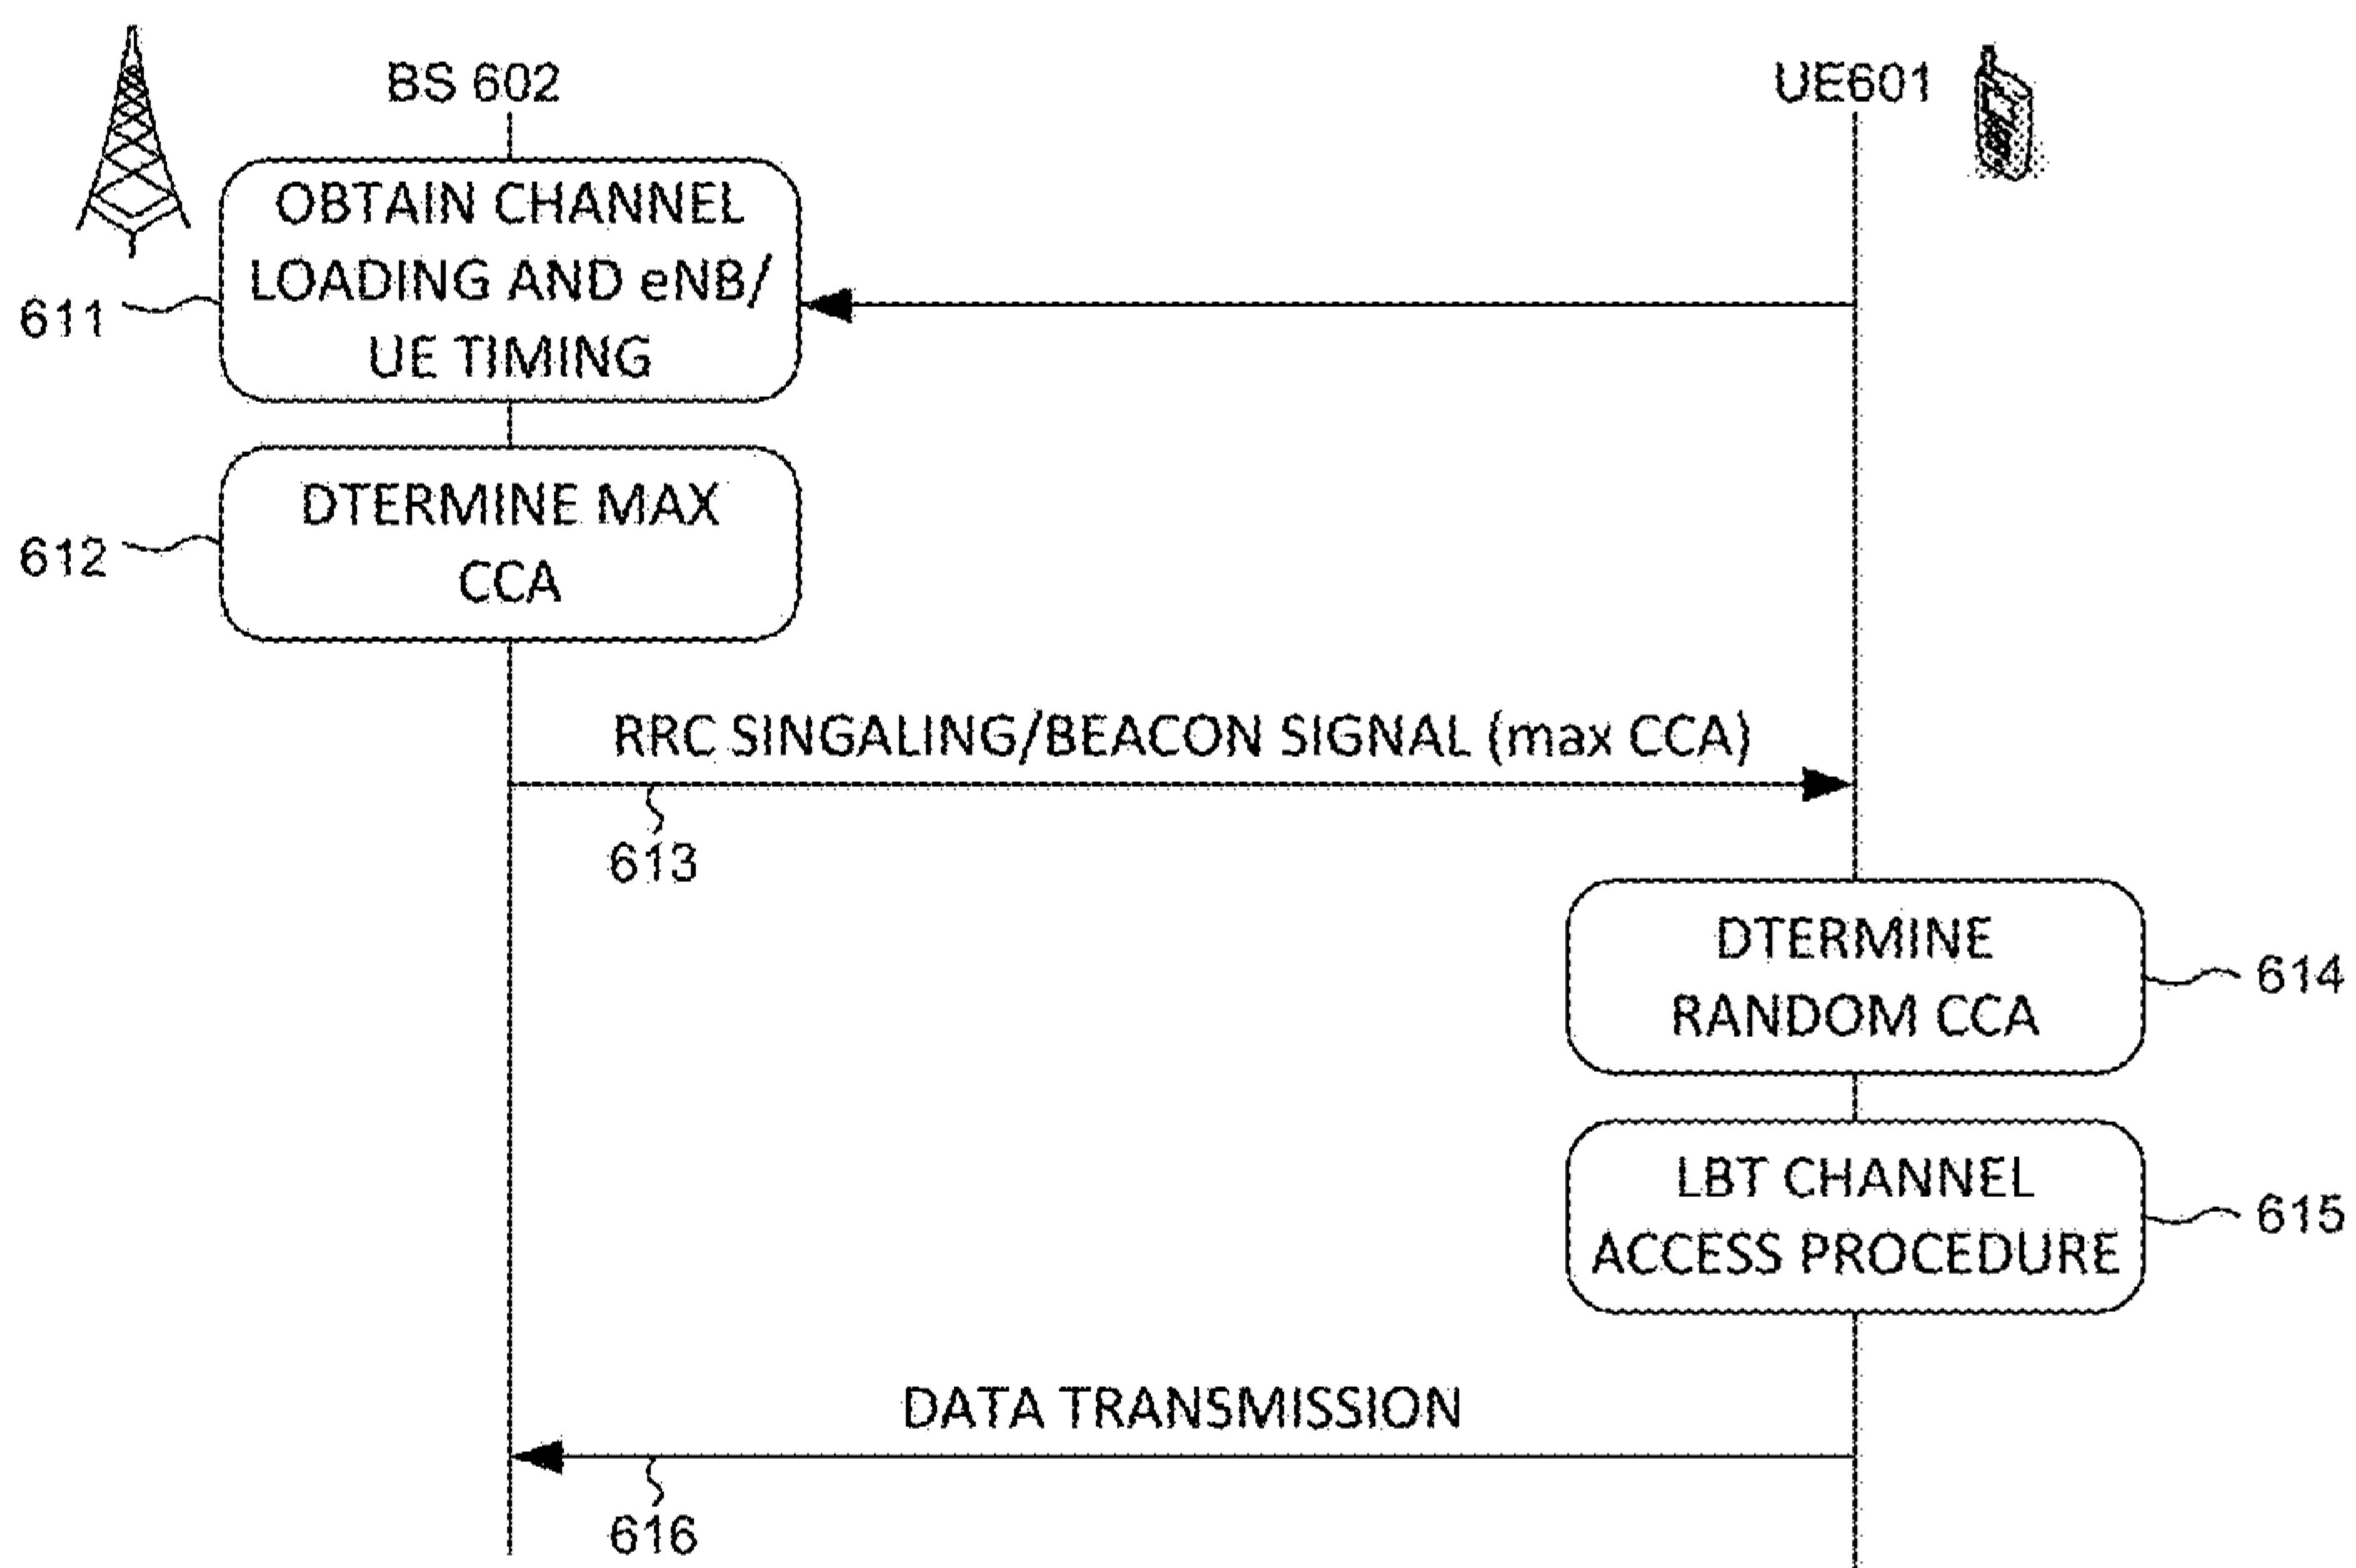 BS 602
UE601
OBTAIN CHANNEL
LOADING AND eNB/
UE TIMING
611
DTERMINE MAX
CCA
612
RRC SINGALING/BEACON SIGNAL (max CCA)
613
DTERMINE
RANDOM CCA
614
LBT CHANNEL
ACCESS PROCEDURE
615
DATA TRANSMISSION
616